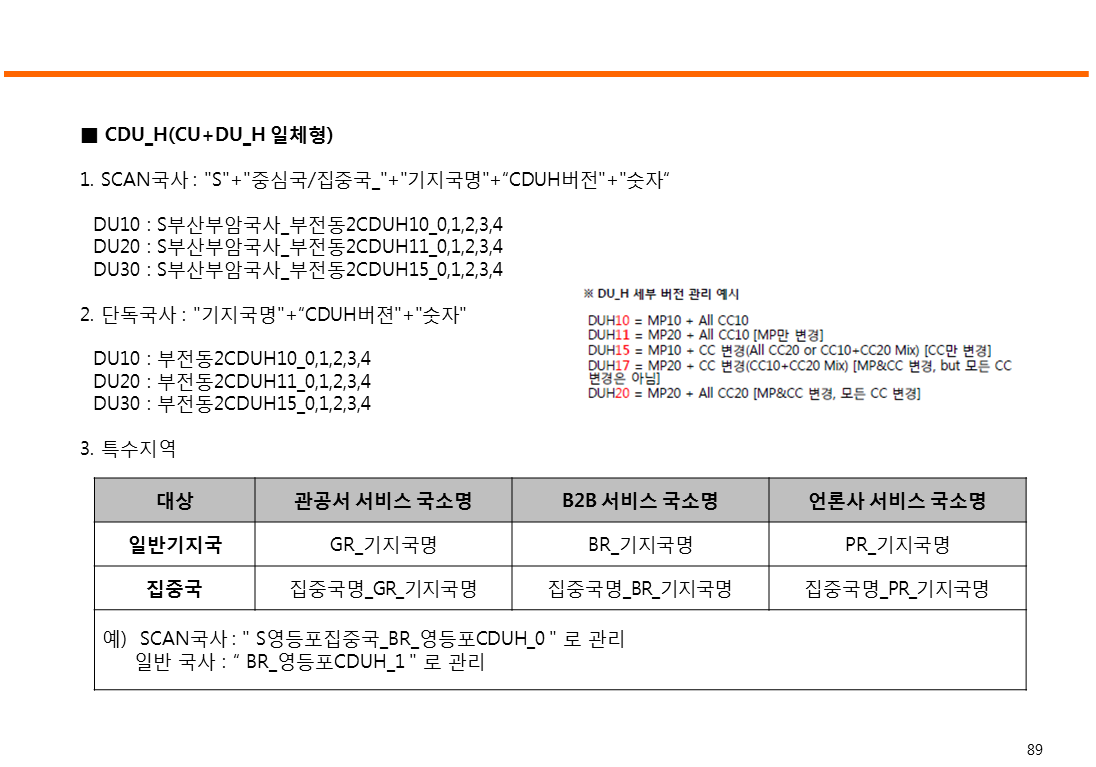 ■ CDU_H(CU+DU_H 일체형)
1. SCAN국사 : "S"+"중심국/집중국_"+"기지국명"+“CDUH버전"+"숫자“
DU10 : S부산부암국사_부전동2CDUH10_0,1,2,3,4
DU20 : S부산부암국사_부전동2CDUH11_0,1,2,3,4
DU30 : S부산부암국사_부전동2CDUH15_0,1,2,3,4
2. 단독국사 : "기지국명"+“CDUH버젼"+"숫자"
DU10 : 부전동2CDUH10_0,1,2,3,4
DU20 : 부전동2CDUH11_0,1,2,3,4
DU30 : 부전동2CDUH15_0,1,2,3,4
※ DU_H 세부 버전 관리 예시
DUH10 = MP10 + All CC10
DUH11 = MP20 + All CC10 [MP만 변경]
DUH15 = MP10 + CC 변경(All CC20 or CC10+CC20 Mix) [CC만 변경]
DUH17 = MP20 + CC 변경(CC10+CC20 Mix) [MP&CC 변경, but 모든 CC
변경은 아님]
DUH20 = MP20 + All CC20 [MP&CC 변경, 모든 CC 변경]
3. 특수지역
대상 관공서 서비스 국소명 B2B 서비스 국소명 언론사 서비스 국소명
일반기지국 GR_기지국명 BR_기지국명 PR_기지국명
집중국 집중국명_GR_기지국명 집중국명_BR_기지국명 집중국명_PR_기지국명
예) SCAN국사 : " S영등포집중국_BR_영등포CDUH_0 " 로 관리
일반 국사 : “ BR_영등포CDUH_1 " 로 관리
89